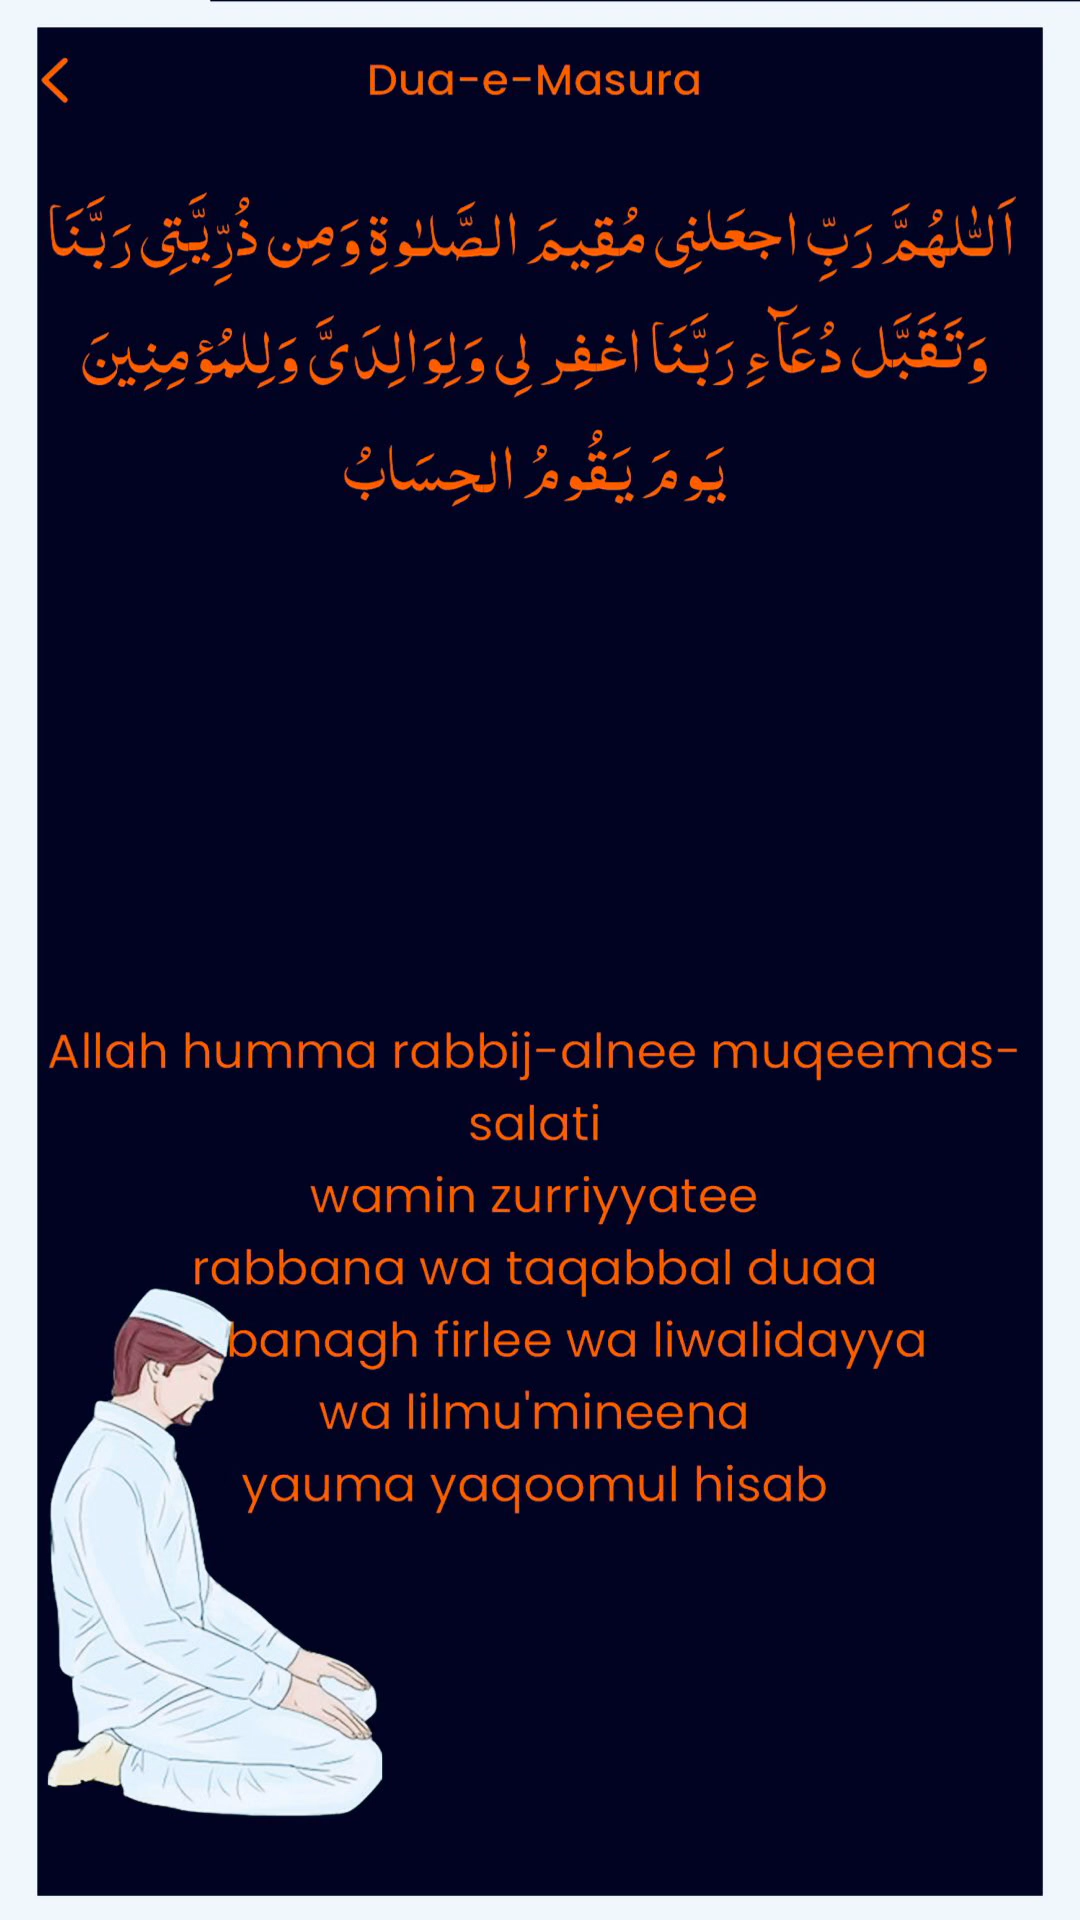 Dua-e-Masura
اَللّٰهُمَّ رَبِّ اجعَلنِى مُقِيمَ الصَّلٰوةِ وَمِن ذُرِّيَّتِى رَبَّنَا
وَتَقَبَّل دُعَآءِ رَبَّنَا اغفِر لِى وَلِوَالِدَىَّ وَلِلمُؤمِنِينَ
يَومَ يَقُومُ الحِسَابُ
Allah humma rabbij-alnee muqeemas-
salati
wamin zurriyyatee
rabbana wa taqabbal duaa
banagh firlee wa liwalidayya
wa lilmu'mineena
yauma yaqoomul hisab